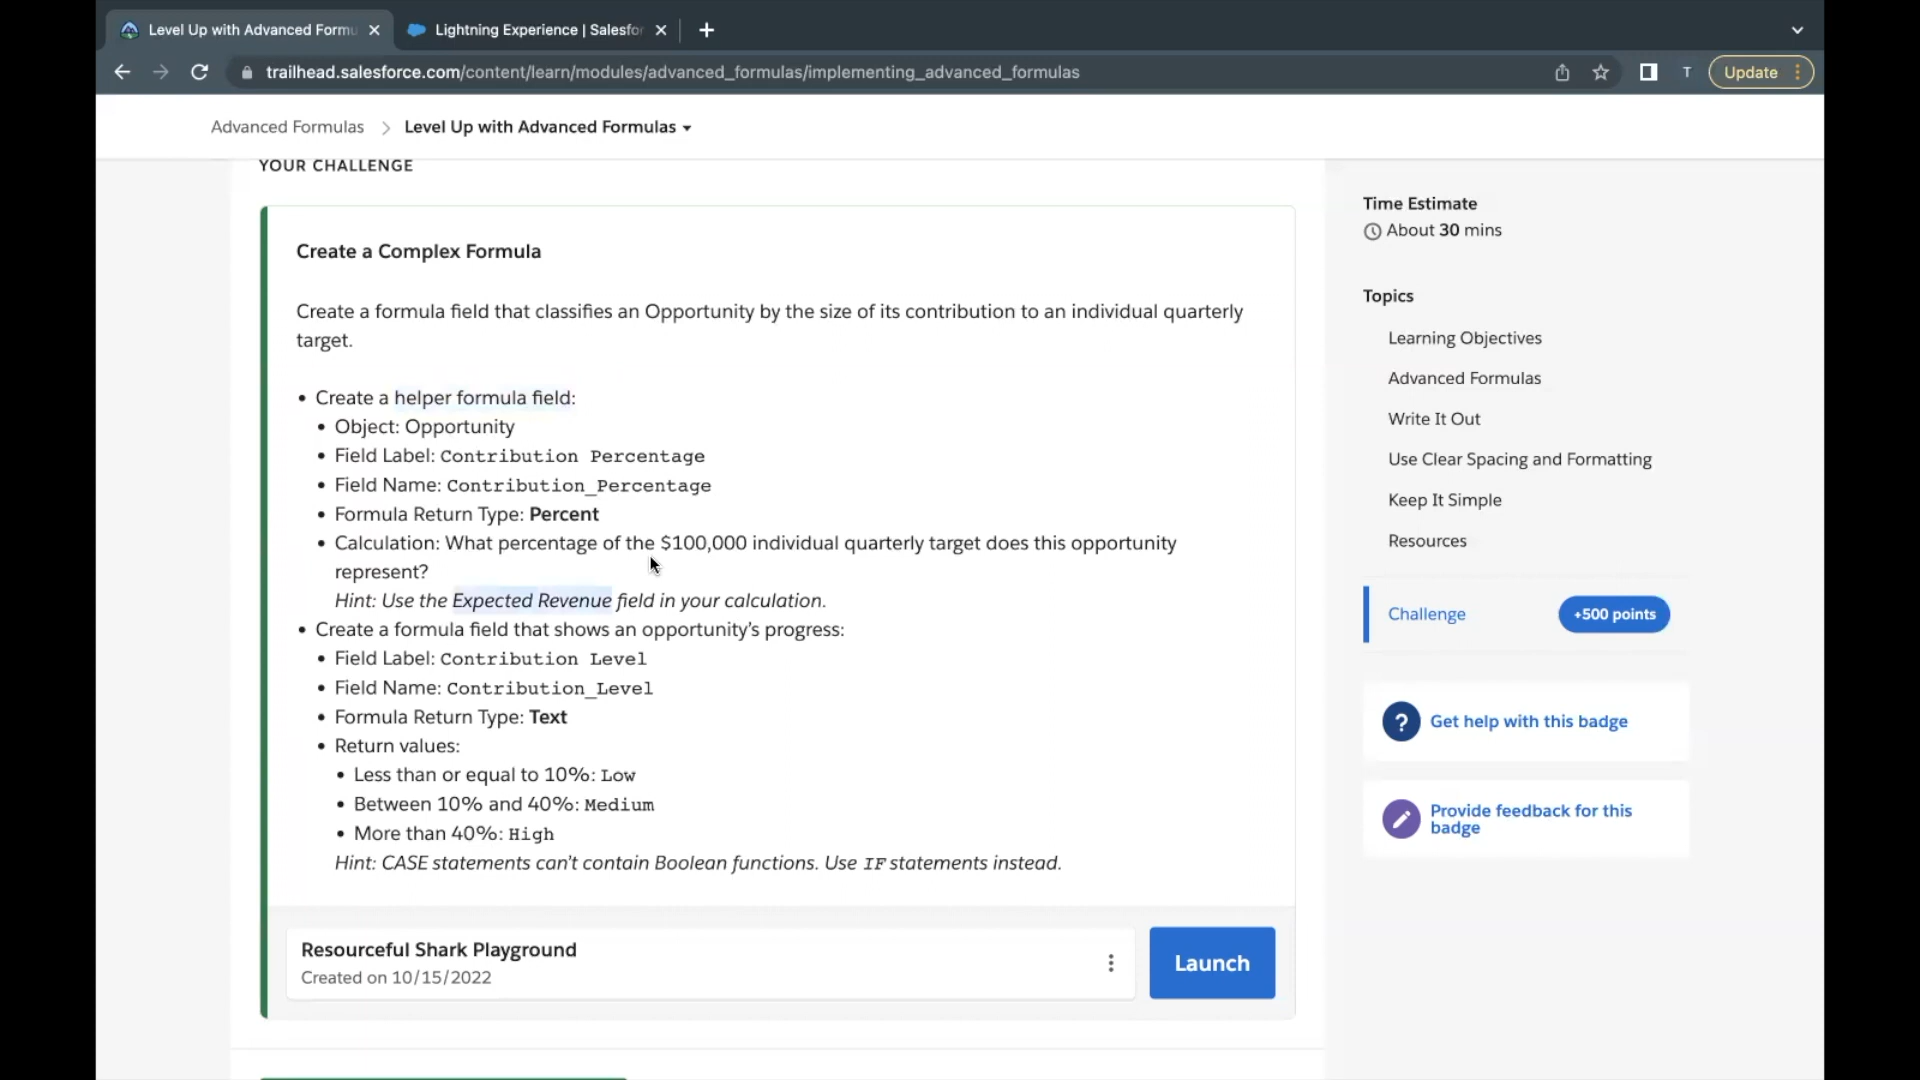 Level Up with Advanced Formu
Lightning Experience | Salesfor
trailhead.salesforce.com/content/learn/modules/advanced_formulas/implementing_advanced_formulas
T
Update
Advanced Formulas
Level Up with Advanced Formulas
YOUR CHALLENGE
Create a Complex Formula
Create a formula field that classifies an Opportunity by the size of its contribution to an individual quarterly
target.
• Create a helper formula field:
• Object: Opportunity
• Field Label: Contribution Percentage
• Field Name: Contribution_Percentage
• Formula Return Type: Percent
• Calculation: What percentage of the $100,000 individual quarterly target does this opportunity
represent?
Hint: Use the Expected Revenue field in your calculation.
• Create a formula field that shows an opportunity’s progress:
• Field Label: Contribution Level
• Field Name: Contribution_Level
• Formula Return Type: Text
• Return values:
• Less than or equal to 10%: Low
• Between 10% and 40%: Medium
• More than 40%: High
Hint: CASE statements can’t contain Boolean functions. Use IF statements instead.
Resourceful Shark Playground
Created on 10/15/2022
Launch
Time Estimate
About 30 mins
Topics
Learning Objectives
Advanced Formulas
Write It Out
Use Clear Spacing and Formatting
Keep It Simple
Resources
Challenge
+500 points
? Get help with this badge
Provide feedback for this
badge